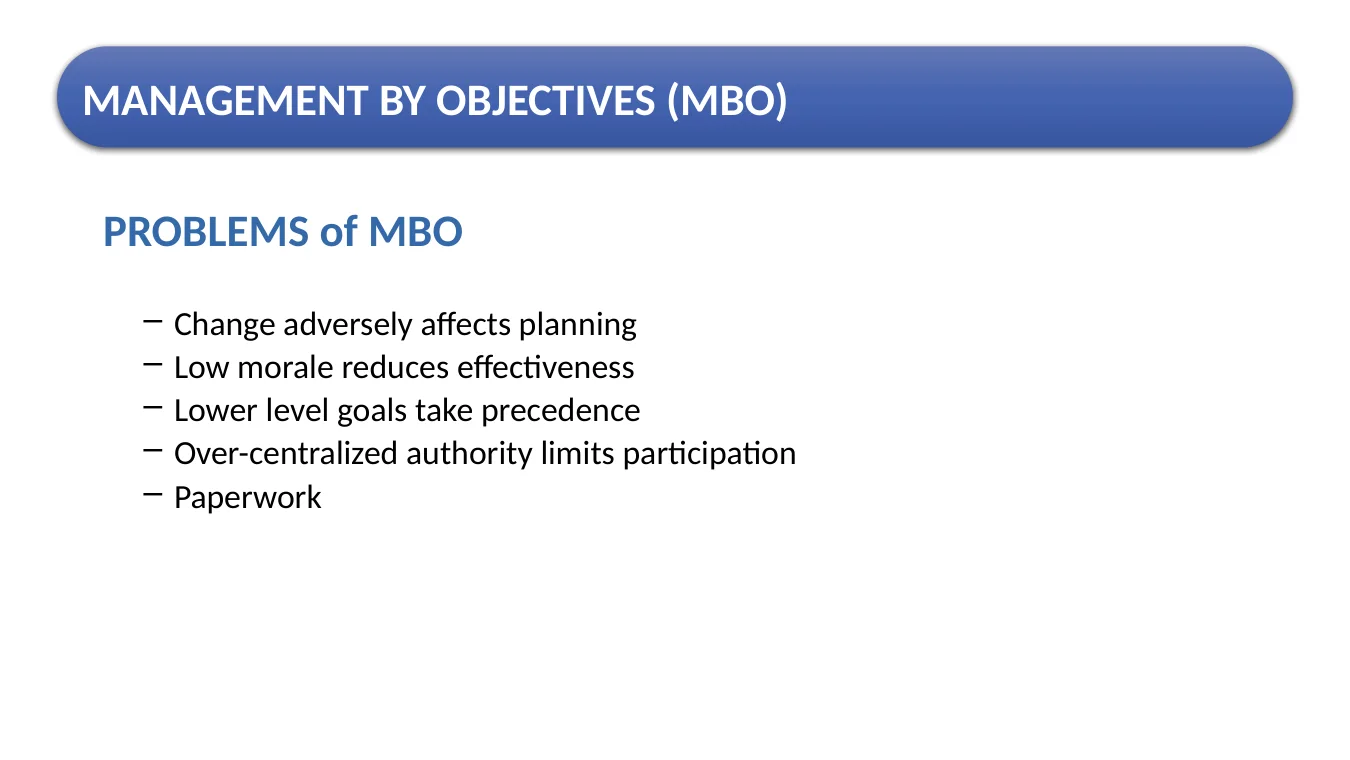 MANAGEMENT BY OBJECTIVES (MBO)
PROBLEMS of MBO
– Change adversely affects planning
– Low morale reduces effectiveness
– Lower level goals take precedence
– Over-centralized authority limits participation
– Paperwork